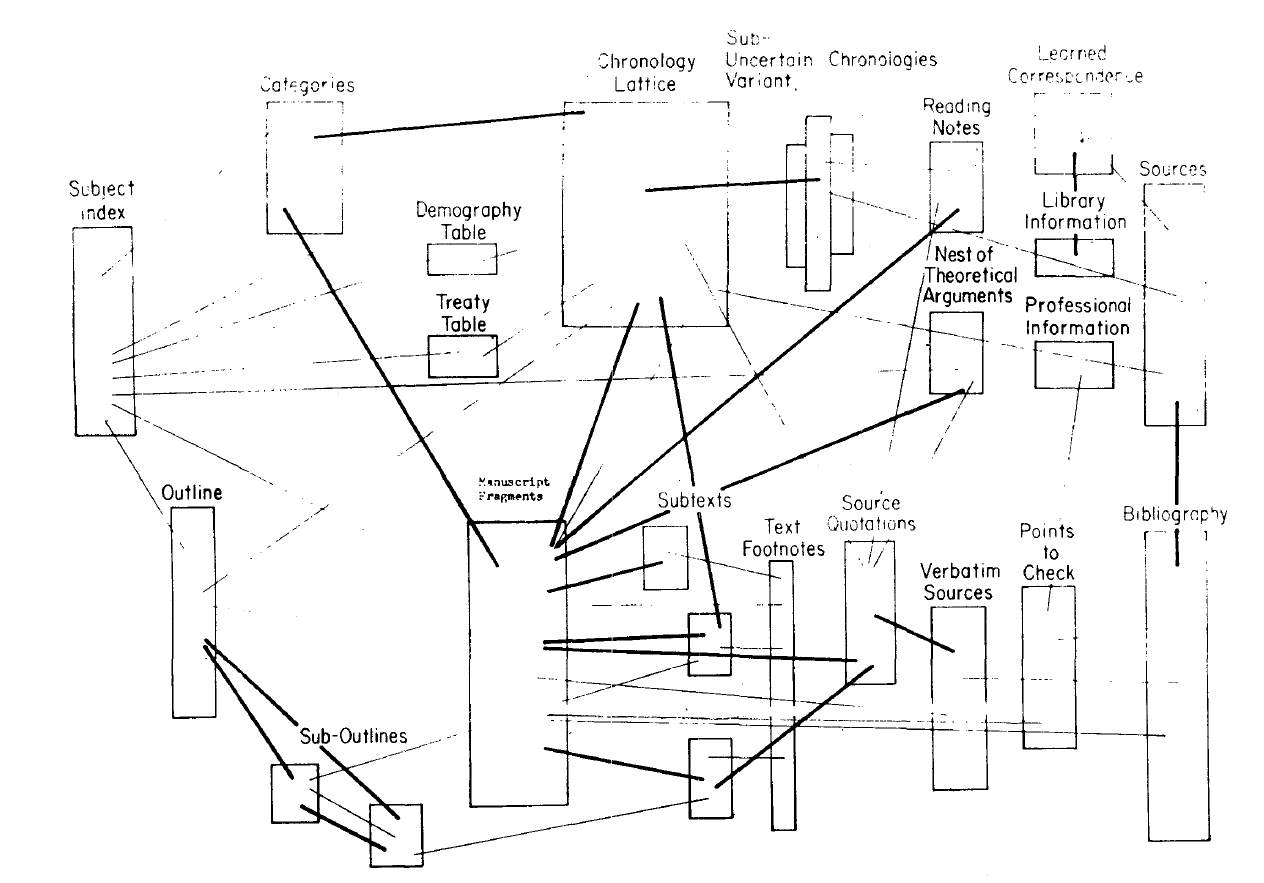 Categories
Chronology
Lattice
Sub-
Uncertain
Variant,
Chronologies
Learned
Correspondence
Reading
Notes
Sources
Subject
Index
Demography
Table
Library
Information
Treaty
Table
Nest of
Theoretical
Arguments
Professional
Information
Outline
Manuscript
Fragments
Subtexts
Text
Footnotes
Source
Quotations
Verbatim
Sources
Points
to
Check
Bibliography
Sub-Outlines